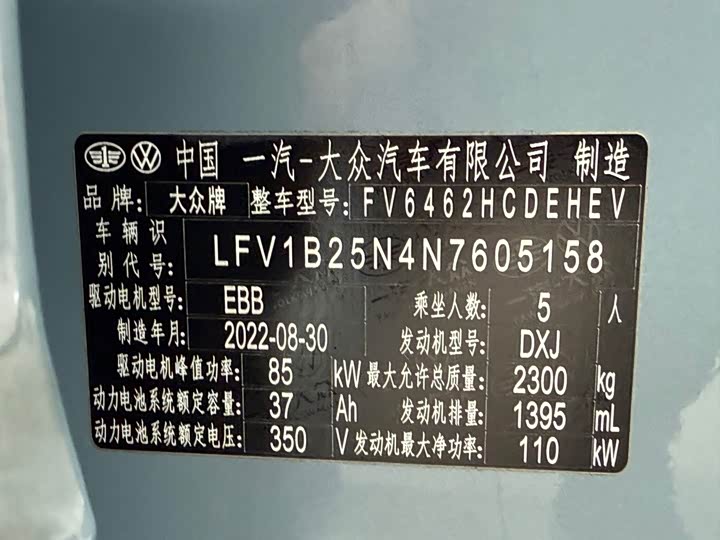 中国 一汽-大众汽车有限公司 制造
品牌: 大众牌 整车型号: FV6462HCDEHEV
车辆识别代号: LFV1B25N4N7605158
驱动电机型号: EBB 乘坐人数: 5 人
制造年月: 2022-08-30 发动机型号: DXJ
驱动电机峰值功率: 85 kW 最大允许总质量: 2300 kg
动力电池系统额定容量: 37 Ah 发动机排量: 1395 mL
动力电池系统额定电压: 350 V 发动机最大净功率: 110 kW